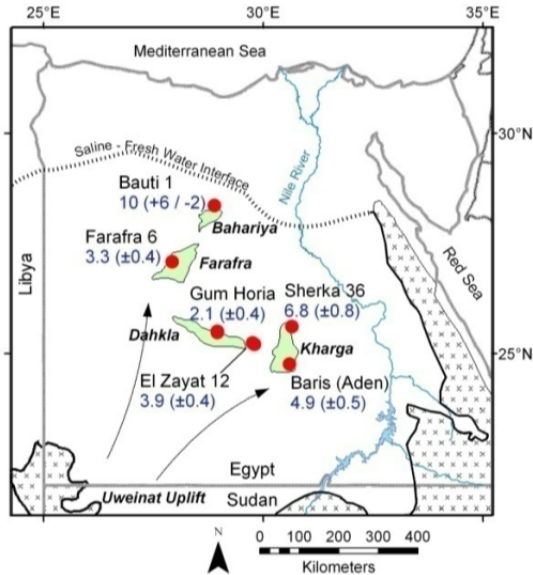 25°E
30°E
35°E
Mediterranean Sea
30°N
Saline - Fresh Water Interface
Nile River
Bauti 1
10 (+6 / -2)
Bahariya
Farafra 6
3.3 (±0.4)
Farafra
Libya
Red Sea
Gum Horia
2.1 (±0.4)
Sherka 36
6.8 (±0.8)
Dahkla
Kharga
25°N
El Zayat 12
3.9 (±0.4)
Baris (Aden)
4.9 (±0.5)
Egypt
Uweinat Uplift
Sudan
N
0 100 200 300 400
Kilometers